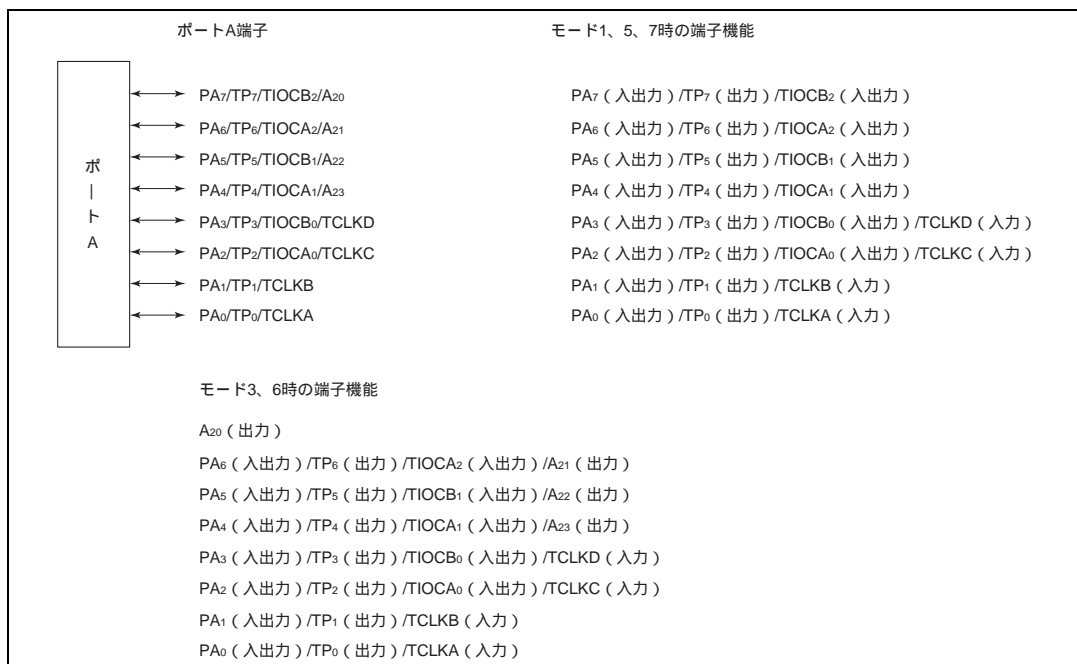 ポートA端子 モード1、5、7時の端子機能
ポートA
PA7/TP7/TIOCB2/A20 PA7（入出力）/TP7（出力）/TIOCB2（入出力）
PA6/TP6/TIOCA2/A21 PA6（入出力）/TP6（出力）/TIOCA2（入出力）
PA5/TP5/TIOCB1/A22 PA5（入出力）/TP5（出力）/TIOCB1（入出力）
PA4/TP4/TIOCA1/A23 PA4（入出力）/TP4（出力）/TIOCA1（入出力）
PA3/TP3/TIOCB0/TCLKD PA3（入出力）/TP3（出力）/TIOCB0（入出力）/TCLKD（入力）
PA2/TP2/TIOCA0/TCLKC PA2（入出力）/TP2（出力）/TIOCA0（入出力）/TCLKC（入力）
PA1/TP1/TCLKB PA1（入出力）/TP1（出力）/TCLKB（入力）
PA0/TP0/TCLKA PA0（入出力）/TP0（出力）/TCLKA（入力）
モード3、6時の端子機能
A20（出力）
PA6（入出力）/TP6（出力）/TIOCA2（入出力）/A21（出力）
PA5（入出力）/TP5（出力）/TIOCB1（入出力）/A22（出力）
PA4（入出力）/TP4（出力）/TIOCA1（入出力）/A23（出力）
PA3（入出力）/TP3（出力）/TIOCB0（入出力）/TCLKD（入力）
PA2（入出力）/TP2（出力）/TIOCA0（入出力）/TCLKC（入力）
PA1（入出力）/TP1（出力）/TCLKB（入力）
PA0（入出力）/TP0（出力）/TCLKA（入力）